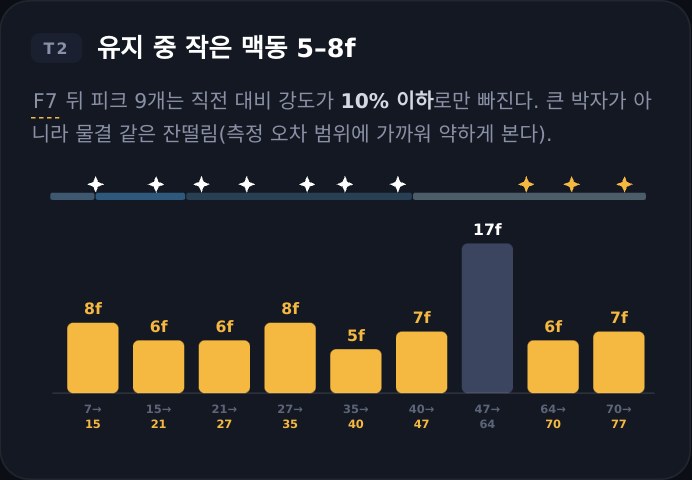 T2
유지 중 작은 맥동 5–8f
F7 뒤 피크 9개는 직전 대비 강도가 10% 이하로만 빠진다. 큰 박자가 아
니라 물결 같은 잔떨림(측정 오차 범위에 가까워 약하게 본다).
17f
8f 6f 6f 8f 5f 7f 6f 7f
7→ 15→ 21→ 27→ 35→ 40→ 47→ 64→ 70→
15 21 27 35 40 47 64 70 77